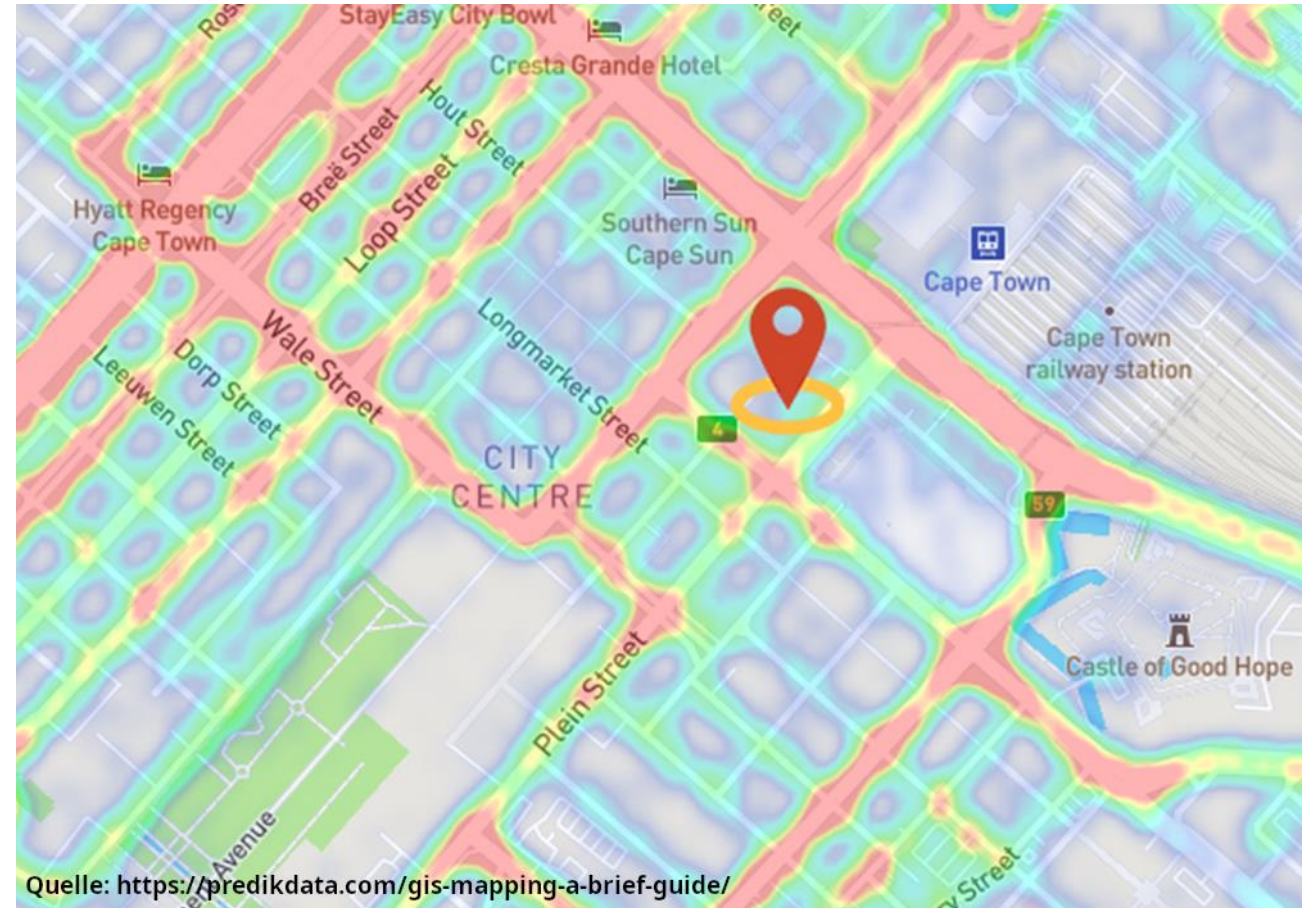 Rose
StayEasy City Bowl
Cresta Grande Hotel
treet
Hout Street
Breë Street
Loop Street
Hyatt Regency
Cape Town
Southern Sun
Cape Sun
Cape Town
Cape Town
railway station
Wale Street
Longmarket Street
Dorp Street
Leeuwen Street
4
CITY
CENTRE
59
Castle of Good Hope
Plein Street
Avenue
Street
Quelle: https://predikdata.com/gis-mapping-a-brief-guide/